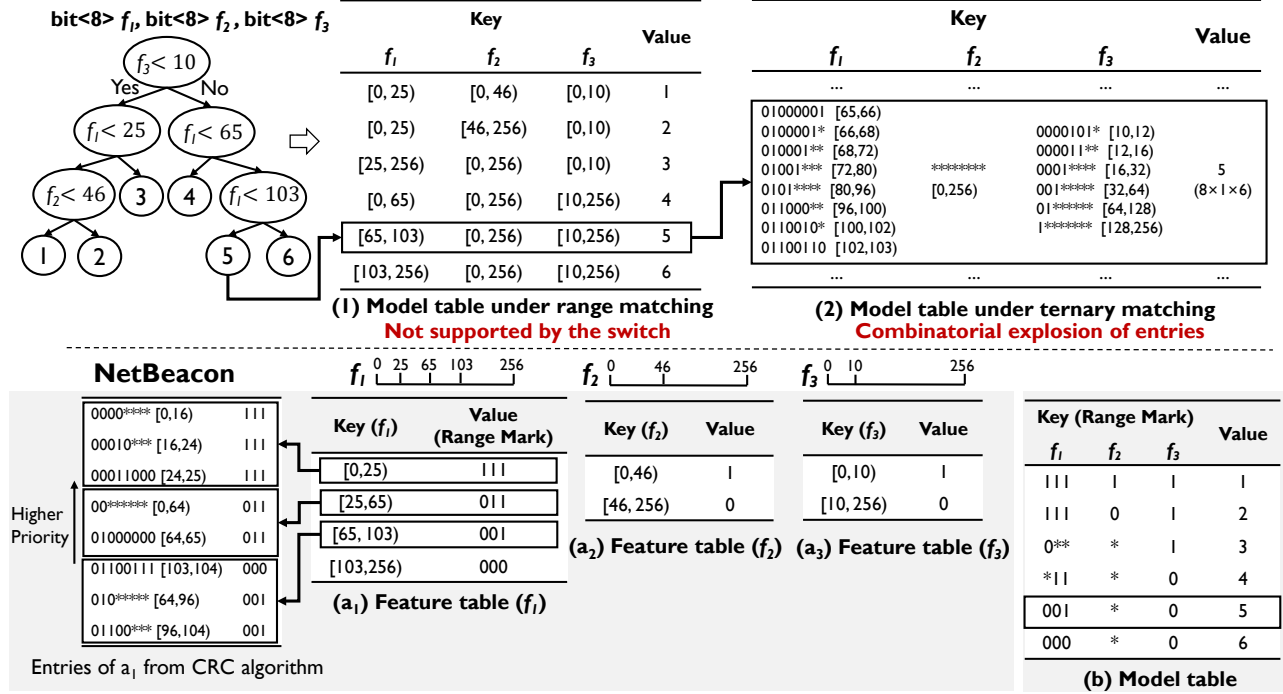 bit<8> f₁, bit<8> f₂, bit<8> f₃
f₃ < 10
Yes No
f₁ < 25 f₁ < 65
f₂ < 46 3 4 f₁ < 103
1 2 5 6
Key Value
f₁ f₂ f₃
[0, 25) [0, 46) [0,10) 1
[0, 25) [46, 256) [0,10) 2
[25, 256) [0, 256) [0,10) 3
[0, 65) [0, 256) [10,256) 4
[65, 103) [0, 256) [10,256) 5
[103, 256) [0, 256) [10,256) 6
(1) Model table under range matching
Not supported by the switch
Key Value
f₁ f₂ f₃
... ... ... ...
01000001 [65,66)
0100001* [66,68) 0000101* [10,12)
010001** [68,72) 000011** [12,16)
01001*** [72,80) ******** 0001**** [16,32) 5
0101**** [80,96) [0,256) 001***** [32,64) (8×1×6)
011000** [96,100) 01****** [64,128)
0110010* [100,102) 1******* [128,256)
01100110 [102,103)
... ... ... ...
(2) Model table under ternary matching
Combinatorial explosion of entries
NetBeacon
Higher Priority
0000**** [0,16) 111
00010*** [16,24) 111
00011000 [24,25) 111
00****** [0,64) 011
01000000 [64,65) 011
01100111 [103,104) 000
010***** [64,96) 001
01100*** [96,104) 001
Entries of a₁ from CRC algorithm
f₁ 0 25 65 103 256
Key (f₁) Value (Range Mark)
[0,25) 111
[25,65) 011
[65, 103) 001
[103,256) 000
(a₁) Feature table (f₁)
f₂ 0 46 256
Key (f₂) Value
[0,46) 1
[46, 256) 0
(a₂) Feature table (f₂)
f₃ 0 10 256
Key (f₃) Value
[0,10) 1
[10, 256) 0
(a₃) Feature table (f₃)
Key (Range Mark) Value
f₁ f₂ f₃
111 1 1 1
111 0 1 2
0** * 1 3
*11 * 0 4
001 * 0 5
000 * 0 6
(b) Model table